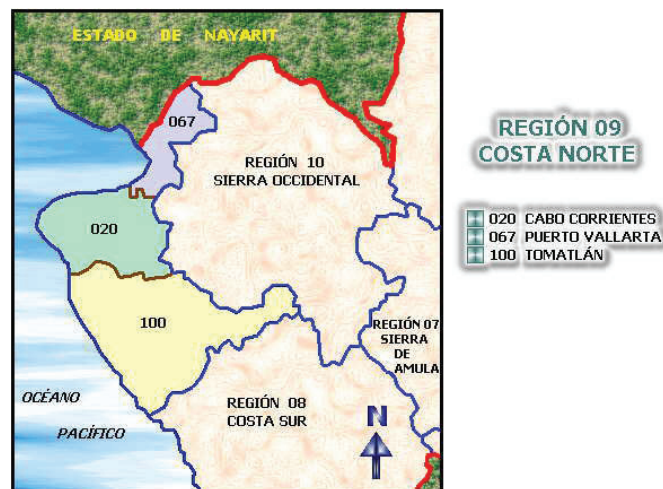 ESTADO DE NAYARIT
067
REGIÓN 10
SIERRA OCCIDENTAL
020
100
REGIÓN 07
SIERRA
DE
AMULA
REGIÓN 08
COSTA SUR
OCÉANO
PACÍFICO
N
REGIÓN 09
COSTA NORTE
020 CABO CORRIENTES
067 PUERTO VALLARTA
100 TOMATLÁN